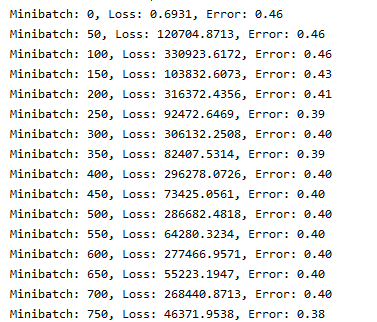 Minibatch: 0, Loss: 0.6931, Error: 0.46
Minibatch: 50, Loss: 120704.8713, Error: 0.46
Minibatch: 100, Loss: 330923.6172, Error: 0.46
Minibatch: 150, Loss: 103832.6073, Error: 0.43
Minibatch: 200, Loss: 316372.4356, Error: 0.41
Minibatch: 250, Loss: 92472.6469, Error: 0.39
Minibatch: 300, Loss: 306132.2508, Error: 0.40
Minibatch: 350, Loss: 82407.5314, Error: 0.39
Minibatch: 400, Loss: 296278.0726, Error: 0.40
Minibatch: 450, Loss: 73425.0561, Error: 0.40
Minibatch: 500, Loss: 286682.4818, Error: 0.40
Minibatch: 550, Loss: 64280.3234, Error: 0.40
Minibatch: 600, Loss: 277466.9571, Error: 0.40
Minibatch: 650, Loss: 55223.1947, Error: 0.40
Minibatch: 700, Loss: 268440.8713, Error: 0.40
Minibatch: 750, Loss: 46371.9538, Error: 0.38